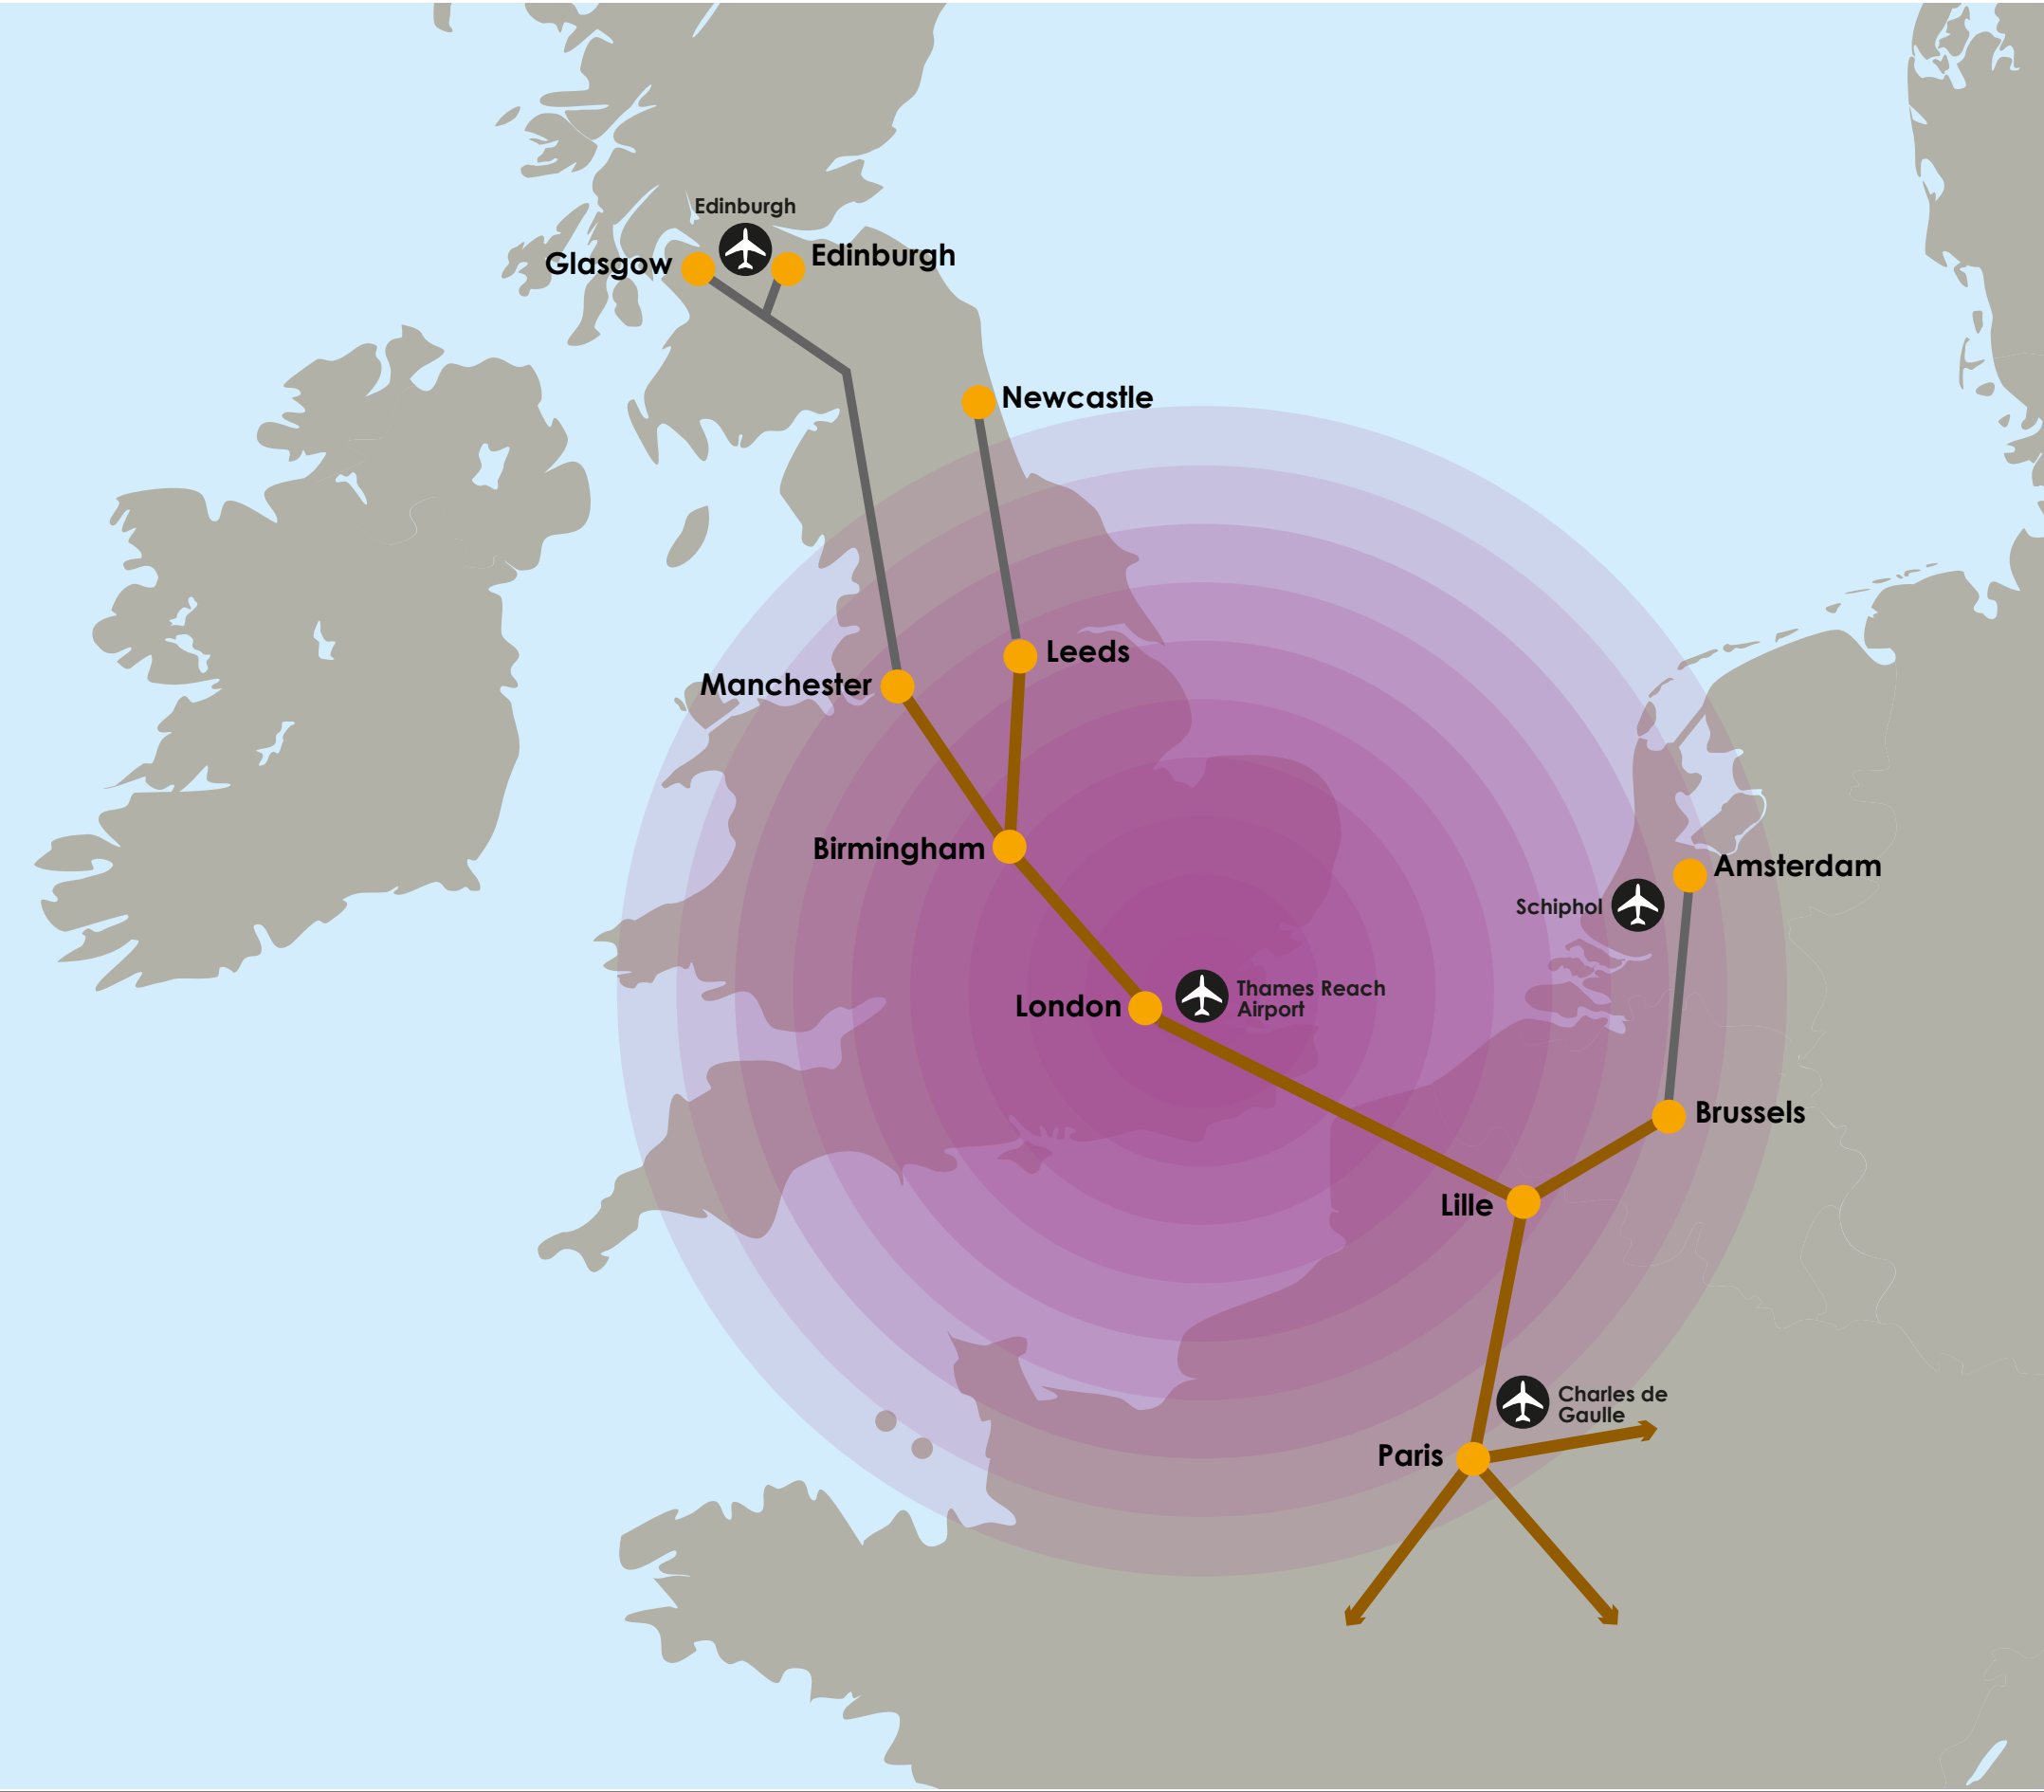 Edinburgh
Glasgow
Edinburgh
Newcastle
Leeds
Manchester
Birmingham
Amsterdam
Schiphol
London
Thames Reach
Airport
Brussels
Lille
Charles de
Gaulle
Paris